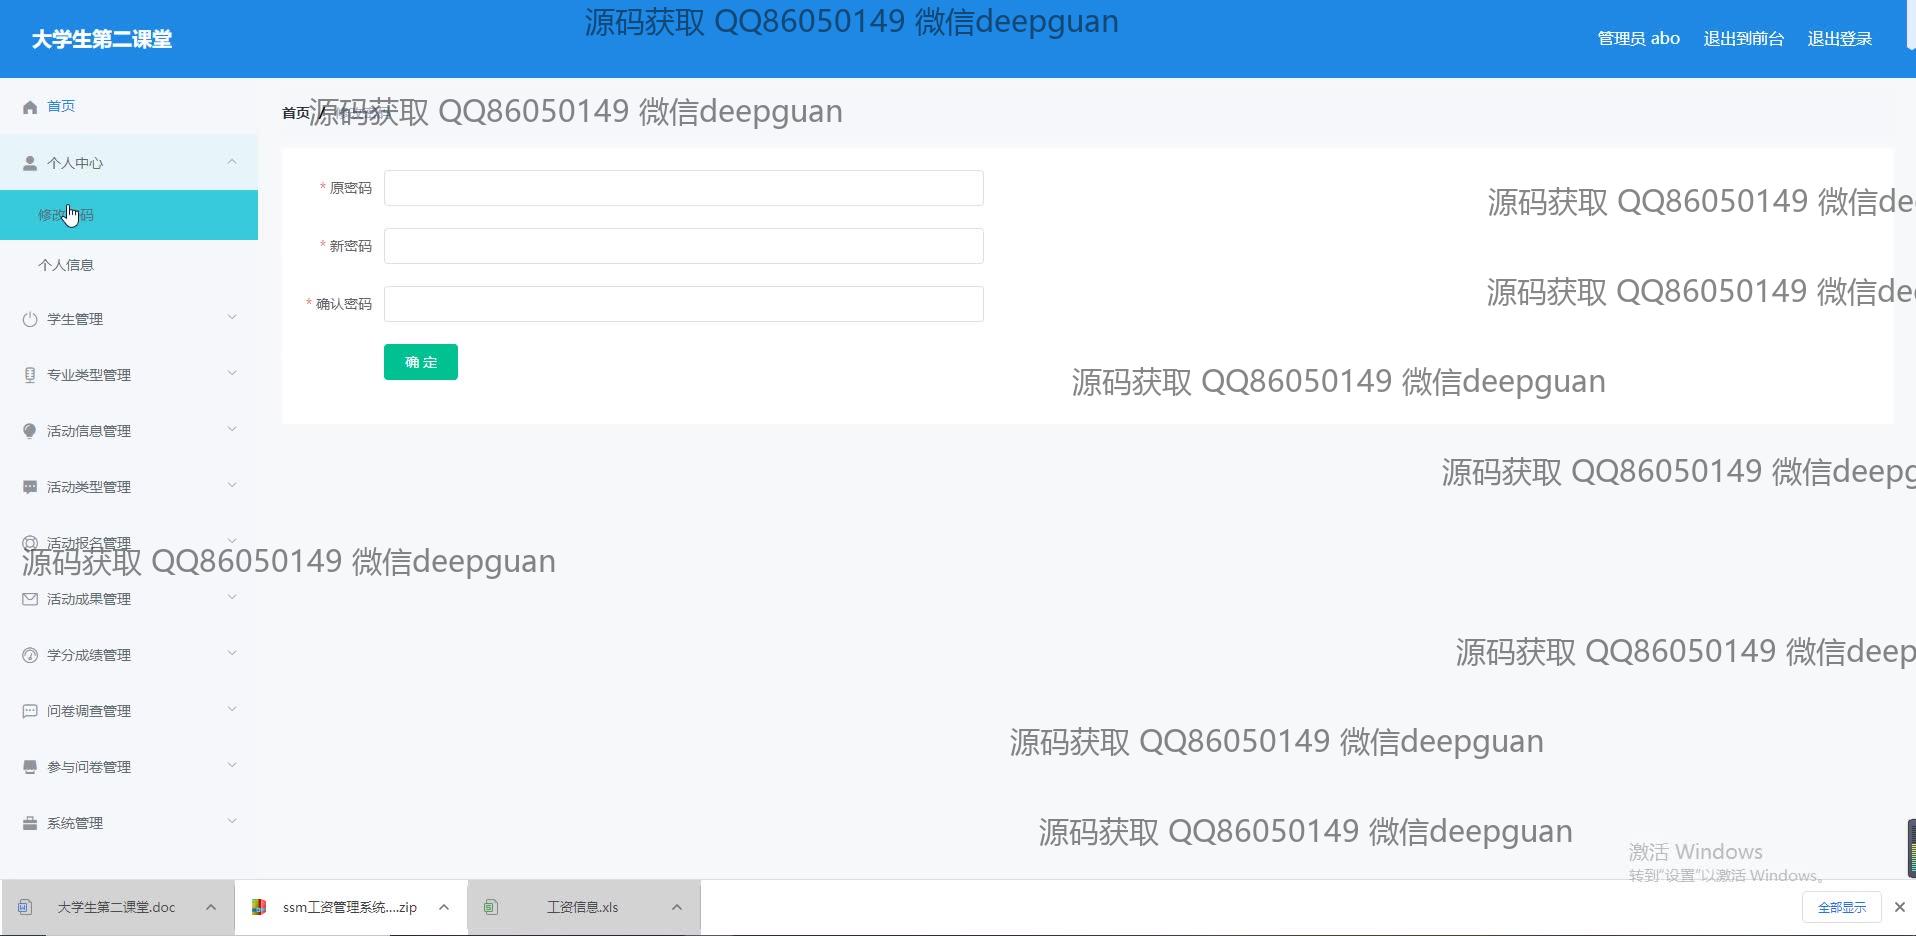 源码获取 QQ86050149 微信deepguan
大学生第二课堂
管理员 abo 退出到前台 退出登录
首页
首页 /
源码获取 QQ86050149 微信deepguan
个人中心
* 原密码
源码获取 QQ86050149 微信de
修改 码
* 新密码
个人信息
源码获取 QQ86050149 微信de
* 确认密码
学生管理
确 定
专业类型管理
源码获取 QQ86050149 微信deepguan
活动信息管理
源码获取 QQ86050149 微信deepg
活动类型管理
活动报名管理
源码获取 QQ86050149 微信deepguan
活动成果管理
学分成绩管理
源码获取 QQ86050149 微信deep
问卷调查管理
源码获取 QQ86050149 微信deepguan
参与问卷管理
系统管理
源码获取 QQ86050149 微信deepguan
激活 Windows
转到“设置”以激活 Windows。
大学生第二课堂.doc
ssm工资管理系统....zip
工资信息.xls
全部显示